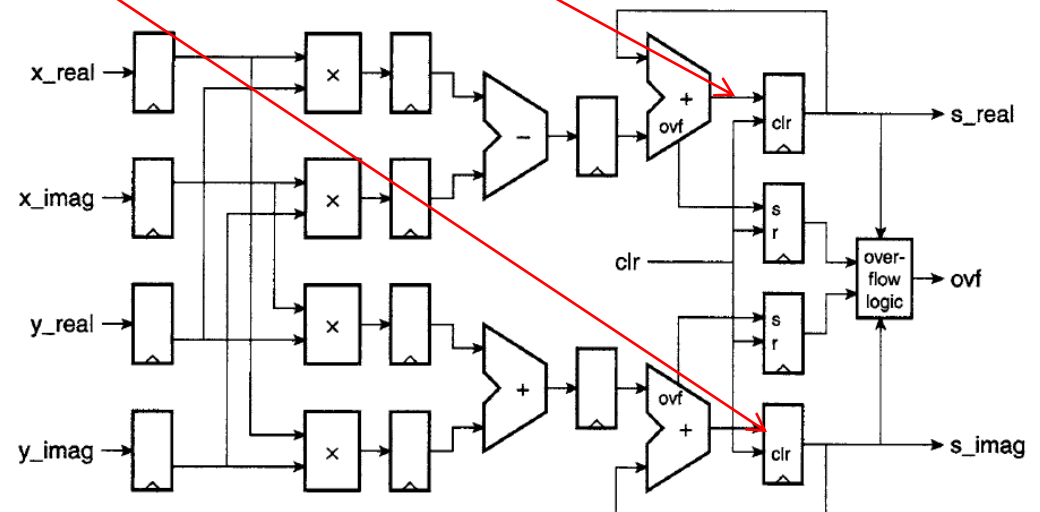 x_real
x_imag
y_real
y_imag
×
×
×
×
−
+
+
ovf
ovf
+
clr
clr
s
r
s
r
clr
over-
flow
logic
s_real
ovf
s_imag